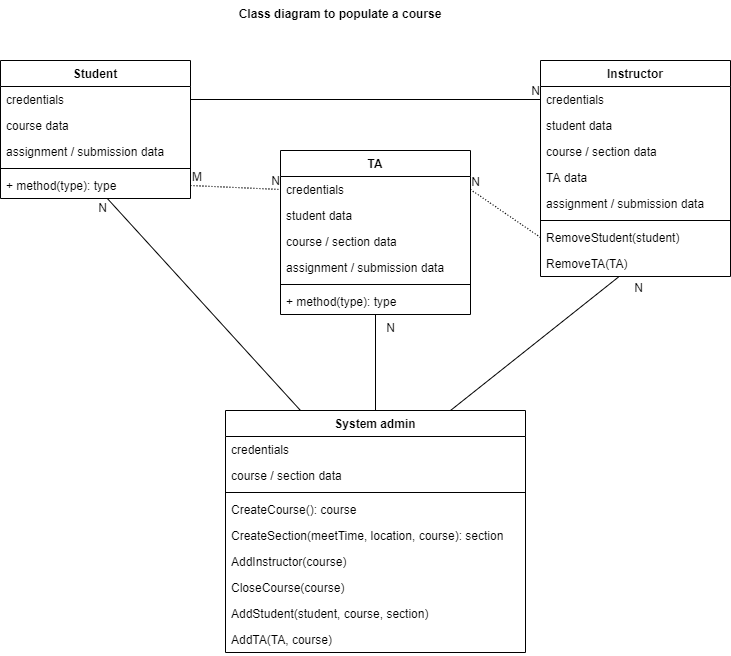 Class diagram to populate a course
Student
credentials
course data
assignment / submission data
+ method(type): type
N
M
N
TA
credentials
student data
course / section data
assignment / submission data
+ method(type): type
N
N
Instructor
N
credentials
student data
course / section data
TA data
assignment / submission data
RemoveStudent(student)
RemoveTA(TA)
N
System admin
credentials
course / section data
CreateCourse(): course
CreateSection(meetTime, location, course): section
AddInstructor(course)
CloseCourse(course)
AddStudent(student, course, section)
AddTA(TA, course)